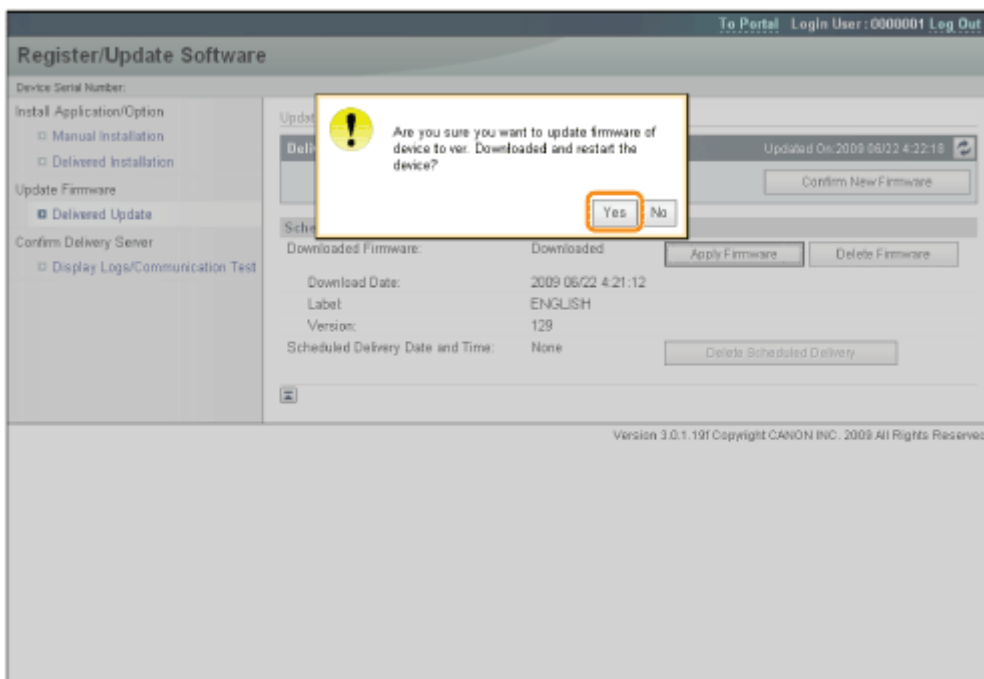 To Portal Login User : 0000001 Log Out
Register/Update Software
Device Serial Number:
Install Application/Option
Manual Installation
Delivered Installation
Update Firmware
Delivered Update
Confirm Delivery Server
Display Logs/Communication Test
Updat
Deli
Updated On:2009 06/22 4:22:18
Confirm New Firmware
Are you sure you want to update firmware of
device to ver. Downloaded and restart the
device?
Yes No
Sche
Downloaded Firmware: Downloaded Apply Firmware Delete Firmware
Download Date: 2009 06/22 4:21:12
Label: ENGLISH
Version: 129
Scheduled Delivery Date and Time: None Delete Scheduled Delivery
Version 3.0.1.19f Copyright CANON INC. 2009 All Rights Reserved